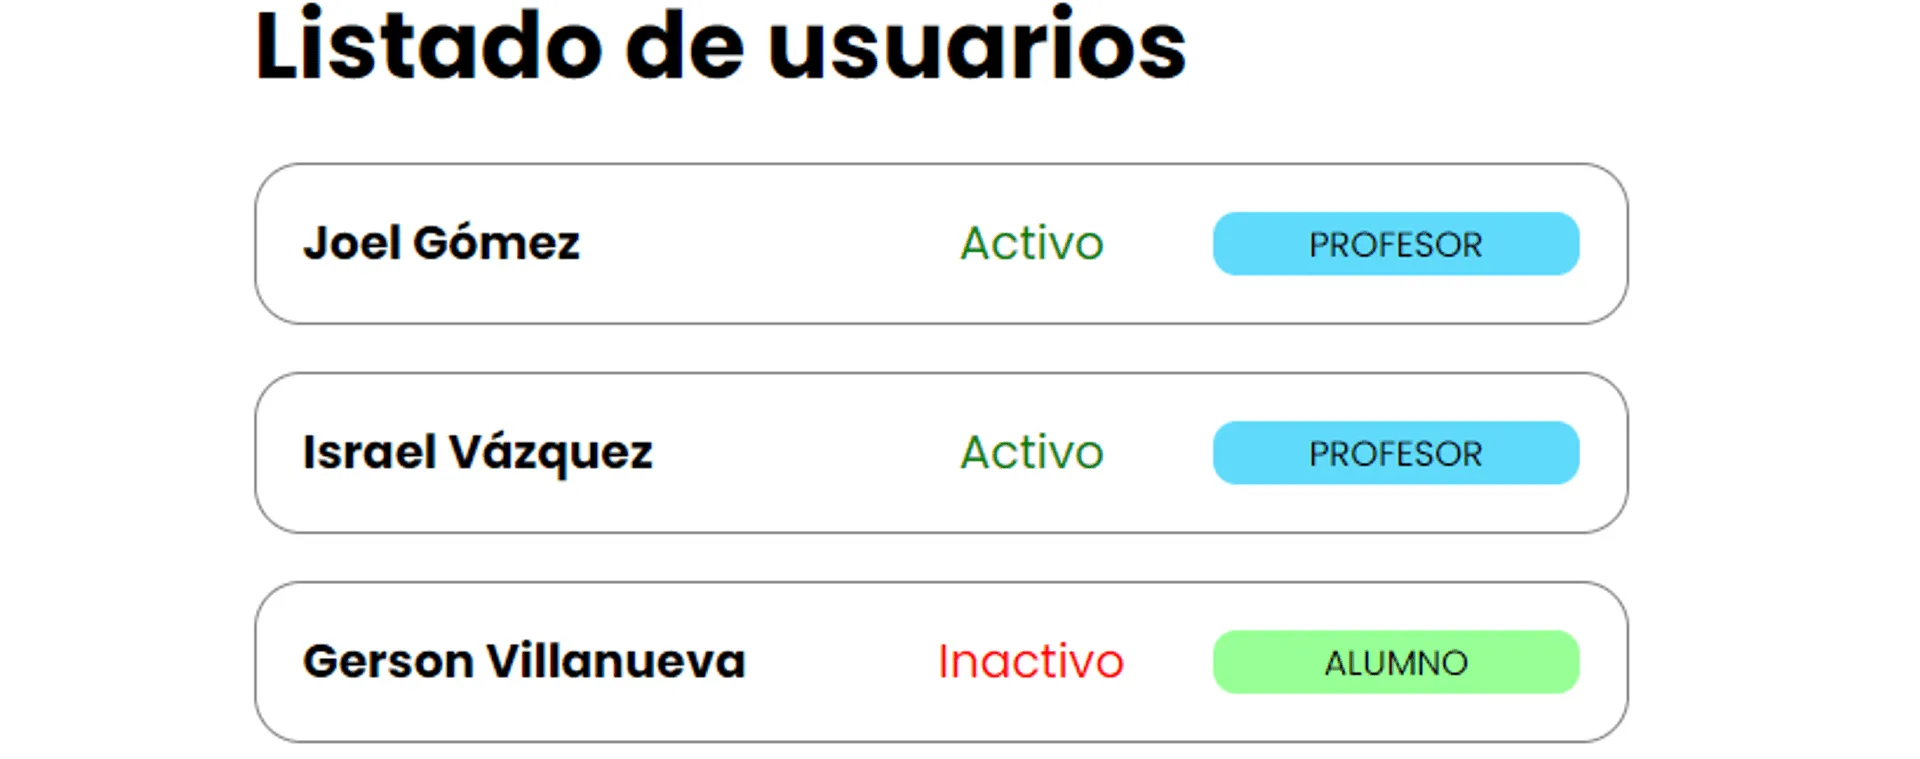 Listado de usuarios
Joel Gómez Activo PROFESOR
Israel Vázquez Activo PROFESOR
Gerson Villanueva Inactivo ALUMNO